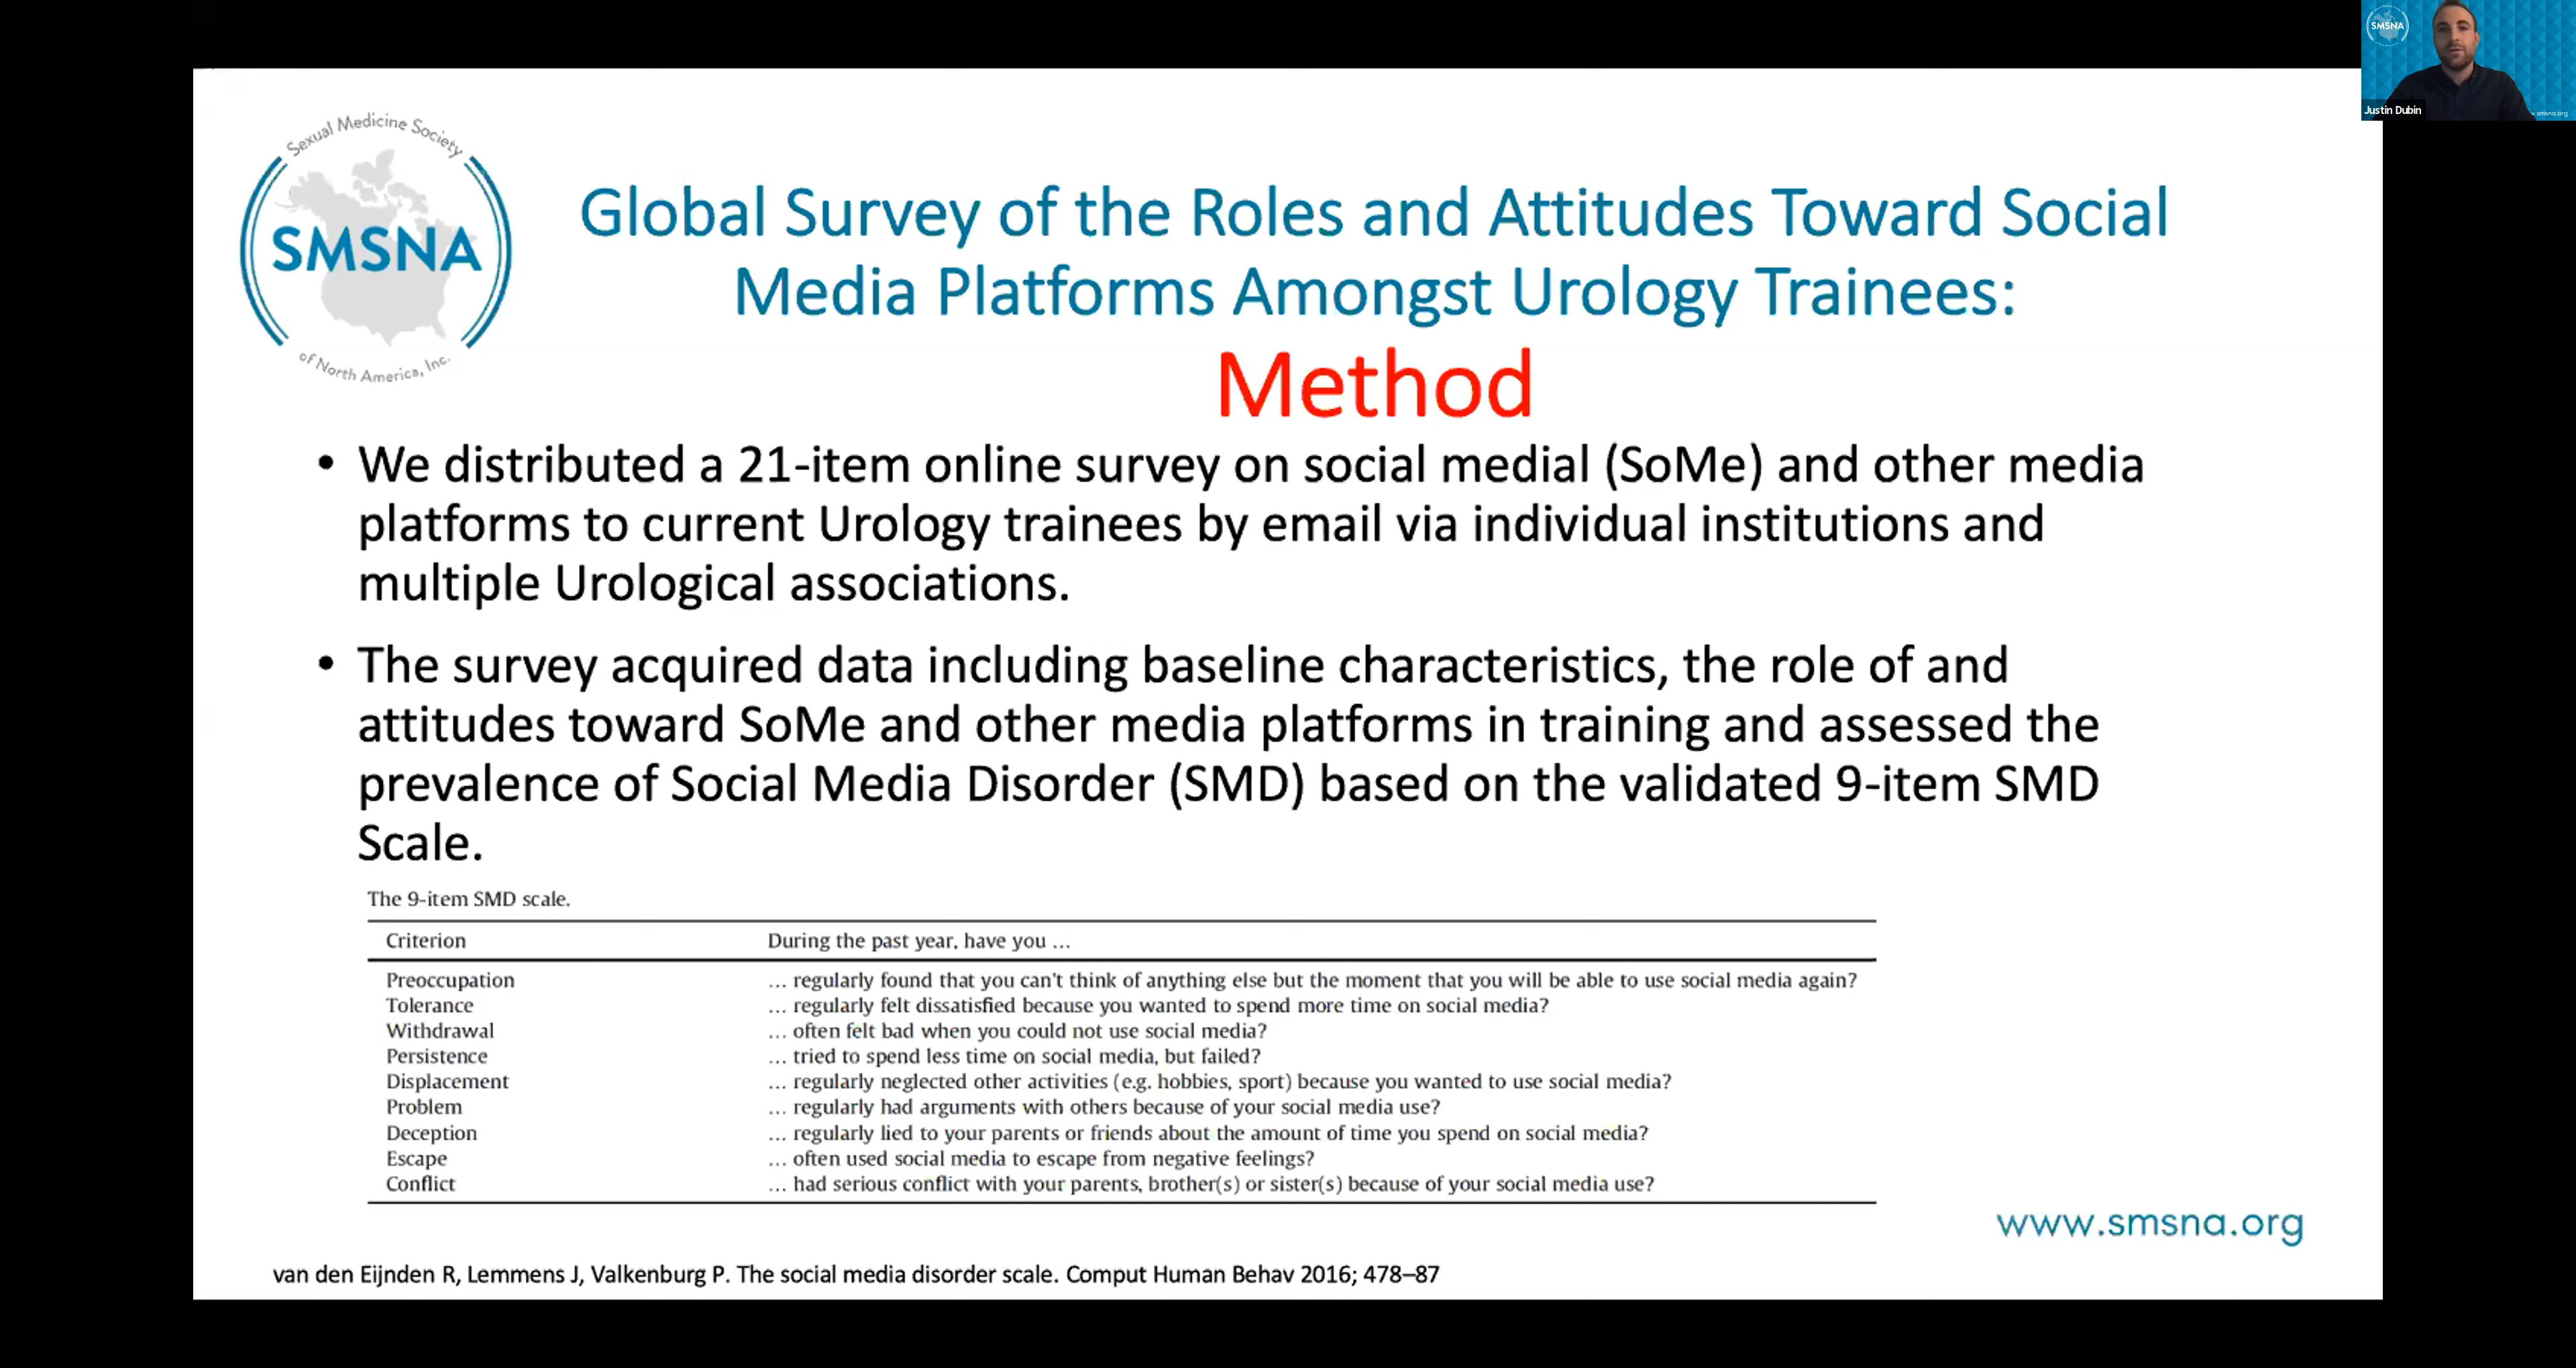 SMSNA
Justin Dubin
.smsna.org
Sexual Medicine Society
SMSNA
of North America, Inc.
Global Survey of the Roles and Attitudes Toward Social
Media Platforms Amongst Urology Trainees:
Method
• We distributed a 21-item online survey on social medial (SoMe) and other media
platforms to current Urology trainees by email via individual institutions and
multiple Urological associations.
• The survey acquired data including baseline characteristics, the role of and
attitudes toward SoMe and other media platforms in training and assessed the
prevalence of Social Media Disorder (SMD) based on the validated 9-item SMD
Scale.
The 9-item SMD scale.
Criterion During the past year, have you ...
Preoccupation ... regularly found that you can't think of anything else but the moment that you will be able to use social media again?
Tolerance ... regularly felt dissatisfied because you wanted to spend more time on social media?
Withdrawal ... often felt bad when you could not use social media?
Persistence ... tried to spend less time on social media, but failed?
Displacement ... regularly neglected other activities (e.g. hobbies, sport) because you wanted to use social media?
Problem ... regularly had arguments with others because of your social media use?
Deception ... regularly lied to your parents or friends about the amount of time you spend on social media?
Escape ... often used social media to escape from negative feelings?
Conflict ... had serious conflict with your parents, brother(s) or sister(s) because of your social media use?
www.smsna.org
van den Eijnden R, Lemmens J, Valkenburg P. The social media disorder scale. Comput Human Behav 2016; 478–87